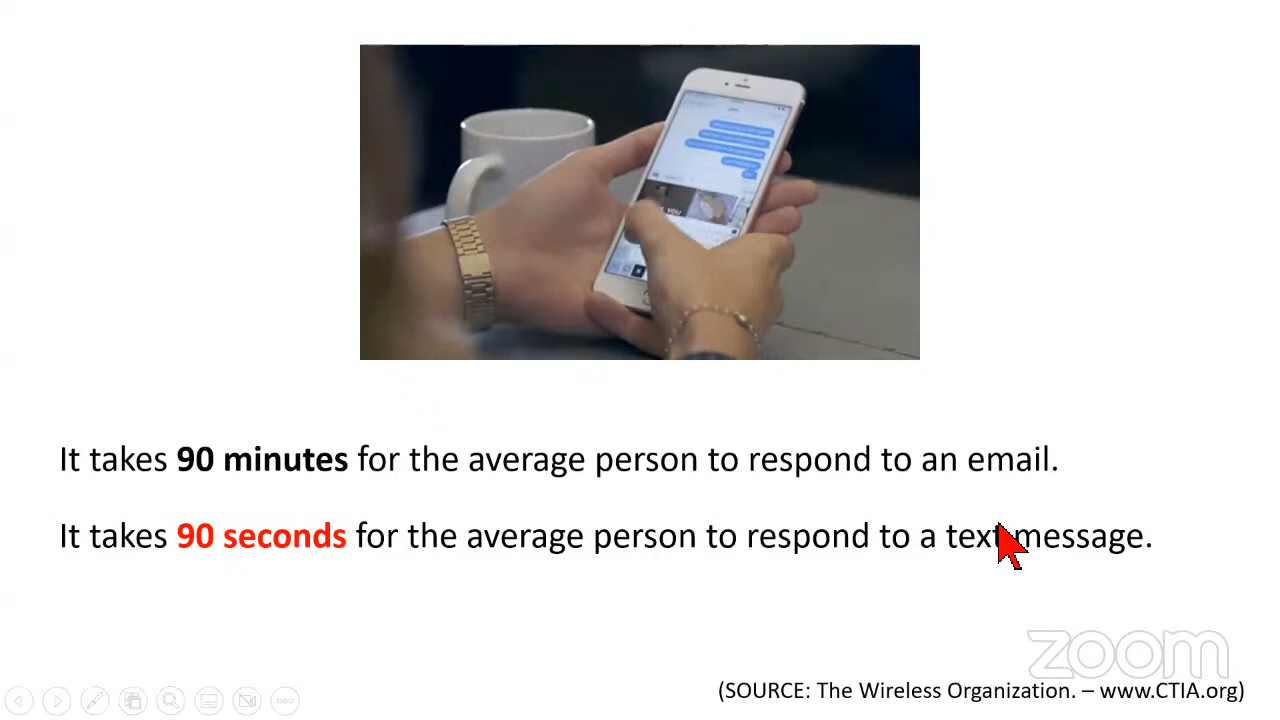 YOU
It takes 90 minutes for the average person to respond to an email.
It takes 90 seconds for the average person to respond to a text message.
zoom
(SOURCE: The Wireless Organization. – www.CTIA.org)